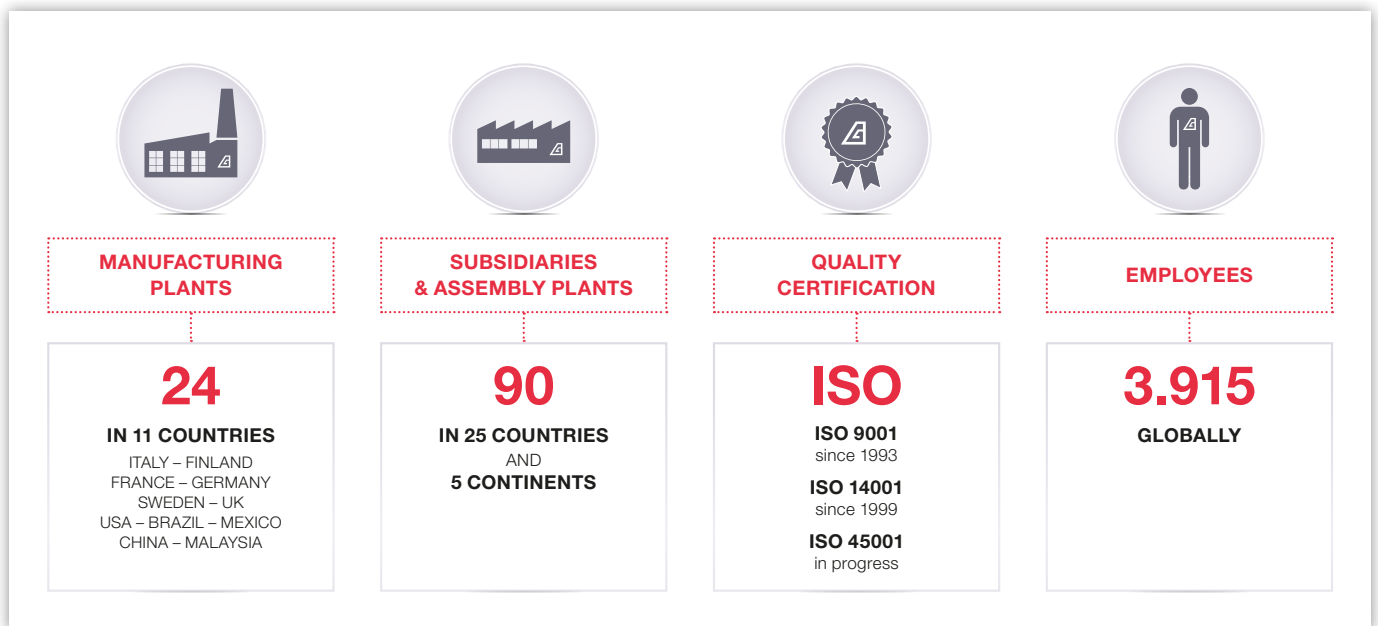 MANUFACTURING
PLANTS
24
IN 11 COUNTRIES
ITALY – FINLAND
FRANCE – GERMANY
SWEDEN – UK
USA – BRAZIL – MEXICO
CHINA – MALAYSIA
SUBSIDIARIES
& ASSEMBLY PLANTS
90
IN 25 COUNTRIES
AND
5 CONTINENTS
QUALITY
CERTIFICATION
ISO
ISO 9001
since 1993
ISO 14001
since 1999
ISO 45001
in progress
EMPLOYEES
3.915
GLOBALLY